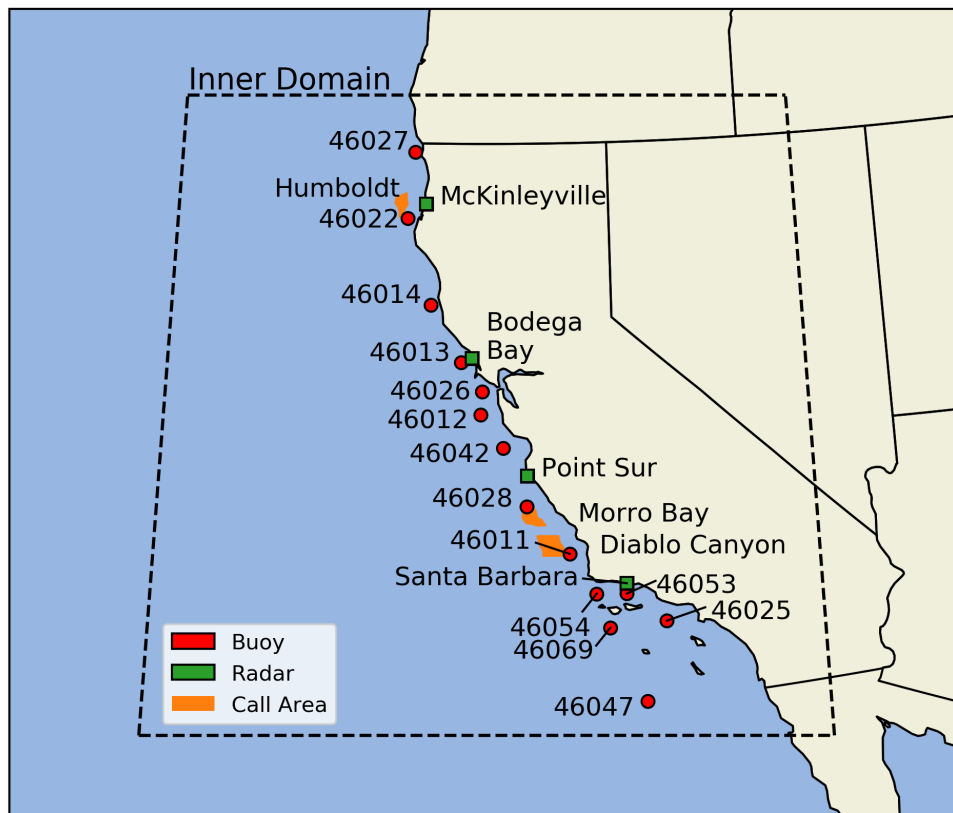 Inner Domain
46027
Humboldt
McKinleyville
46022
46014
Bodega
Bay
46013
46026
46012
46042
Point Sur
46028
Morro Bay
46011
Diablo Canyon
Santa Barbara
46053
46025
46054
46069
46047
Buoy
Radar
Call Area